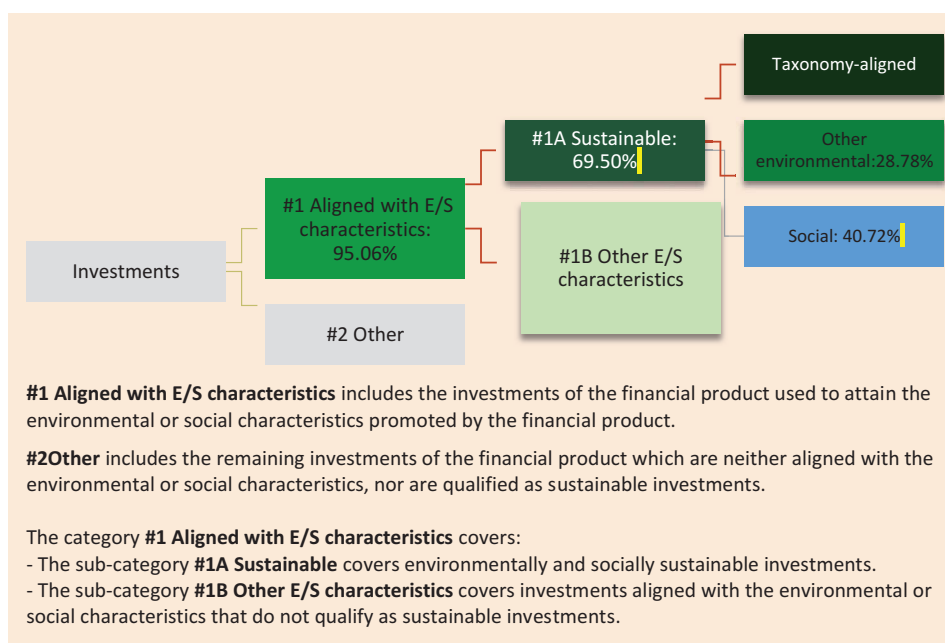 Taxonomy-aligned
#1A Sustainable:
69.50%
Other
environmental:28.78%
#1 Aligned with E/S
characteristics:
95.06%
Social: 40.72%
#1B Other E/S
characteristics
Investments
#2 Other
#1 Aligned with E/S characteristics includes the investments of the financial product used to attain the
environmental or social characteristics promoted by the financial product.
#2Other includes the remaining investments of the financial product which are neither aligned with the
environmental or social characteristics, nor are qualified as sustainable investments.
The category #1 Aligned with E/S characteristics covers:
- The sub-category #1A Sustainable covers environmentally and socially sustainable investments.
- The sub-category #1B Other E/S characteristics covers investments aligned with the environmental or
social characteristics that do not qualify as sustainable investments.